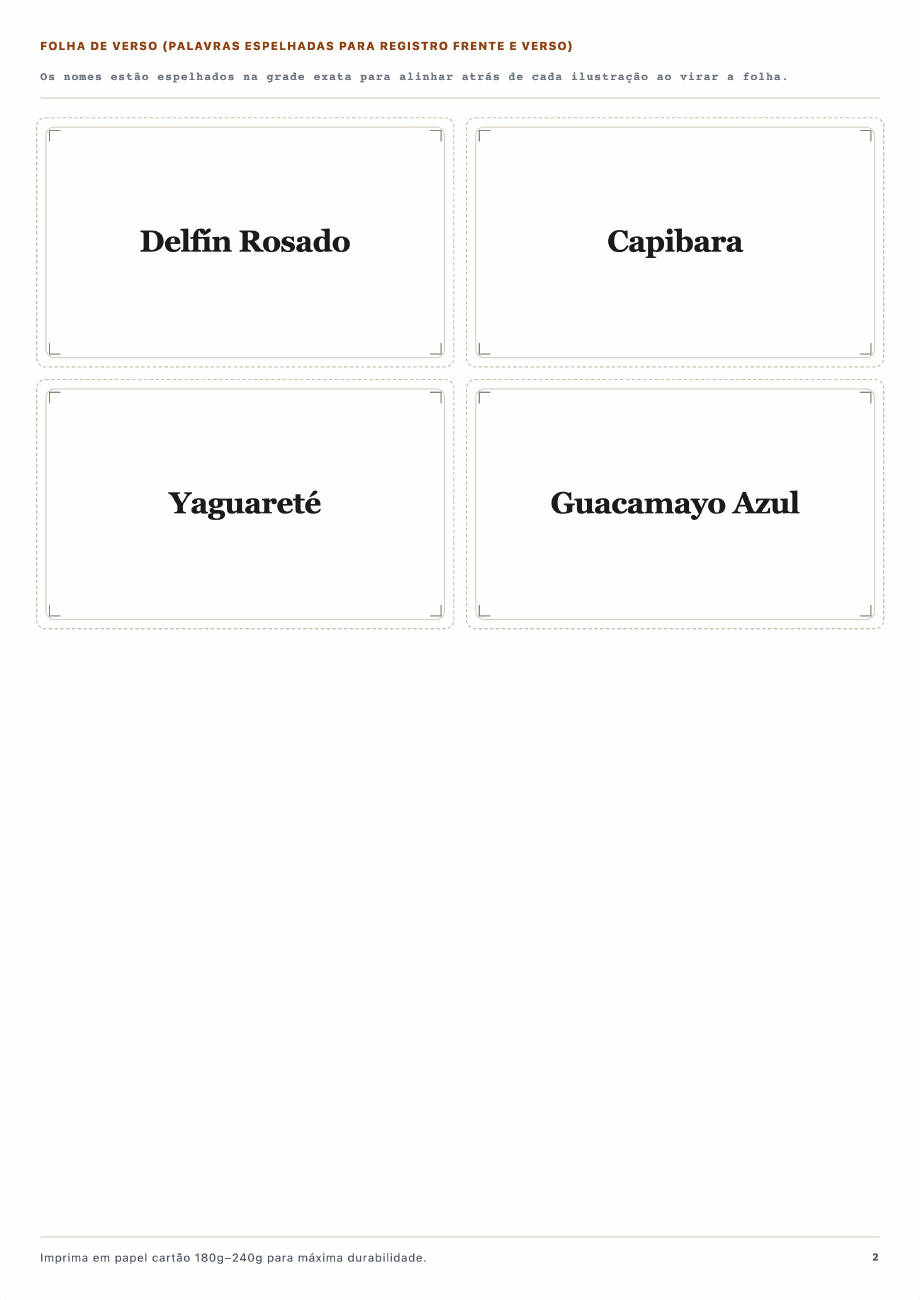 FOLHA DE VERSO (PALAVRAS ESPELHADAS PARA REGISTRO FRENTE E VERSO)
Os nomes estão espelhados na grade exata para alinhar atrás de cada ilustração ao virar a folha.
Delfín Rosado
Capibara
Yaguareté
Guacamayo Azul
Imprima em papel cartão 180g–240g para máxima durabilidade.
2